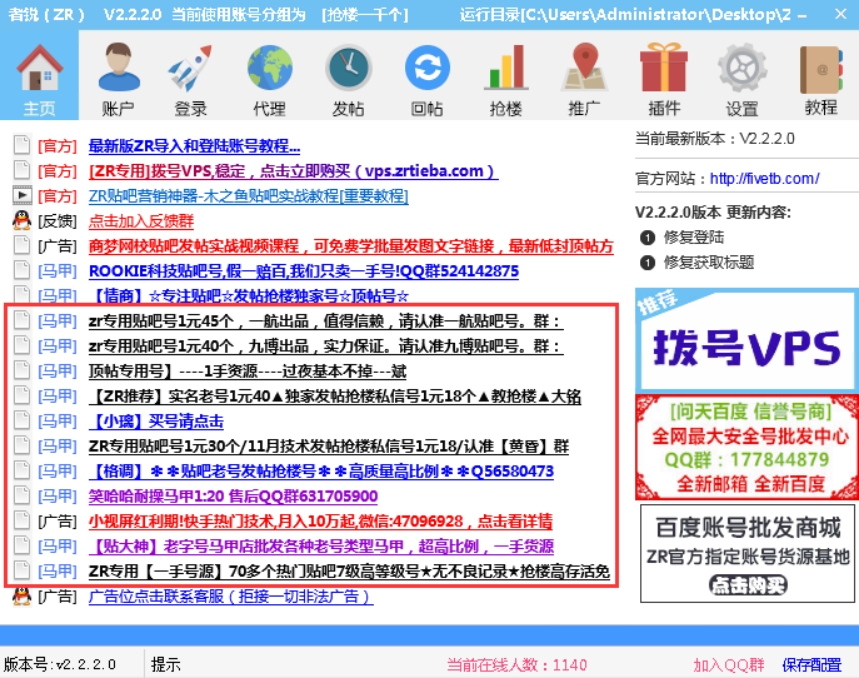 者锐（ZR） V2.2.2.0 当前使用账号分组为 [抢楼一千个] 运行目录[C:\Users\Administrator\Desktop\Z
主页 账户 登录 代理 发帖 回帖 抢楼 推广 插件 设置 教程
[官方] 最新版ZR导入和登陆账号教程...
[官方] [ZR专用]拨号VPS,稳定，点击立即购买（vps.zrtieba.com）
[官方] ZR贴吧营销神器-木之鱼贴吧实战教程[重要教程]
[反馈] 点击加入反馈群
[广告] 商梦网校贴吧发帖实战视频课程，可免费学批量发图文字链接，最新低封顶帖方
[马甲] ROOKIE科技贴吧号,假一赔百,我们只卖一手号!QQ群524142875
[马甲] 【情商】☆专注贴吧☆发帖抢楼独家号☆顶帖号☆
[马甲] zr专用贴吧号1元45个，一航出品，值得信赖，请认准一航贴吧号。群：
[马甲] zr专用贴吧号1元40个，九博出品，实力保证。请认准九博贴吧号。群：
[马甲] 顶帖专用号】----1手资源----过夜基本不掉---斌
[马甲] 【ZR推荐】实名老号1元40▲独家发帖抢楼私信号1元18个▲教抢楼▲大铭
[马甲] 【小璃】买号请点击
[马甲] ZR专用贴吧号1元30个/11月技术发帖抢楼私信号1元18/认准【黄昏】群
[马甲] 【格调】＊＊贴吧老号发帖抢楼号＊＊高质量高比例＊＊Q56580473
[马甲] 笑哈哈耐操马甲1:20 售后QQ群631705900
[广告] 小视屏红利期!快手热门技术,月入10万起,微信:47096928，点击看详情
[马甲] 【贴大神】老字号马甲店批发各种老号类型马甲，超高比例，一手货源
[马甲] ZR专用【一手号源】70多个热门贴吧7级高等级号★无不良记录★抢楼高存活免
[广告] 广告位点击联系客服（拒接一切非法广告）
当前最新版本：V2.2.2.0
官方网站：http://fivetb.com/
V2.2.2.0版本 更新内容:
1 修复登陆
1 修复获取标题
推荐
拨号VPS
[问天百度 信誉号商]
全网最大安全号批发中心
QQ群：177844879
全新邮箱 全新百度
百度账号批发商城
ZR官方指定账号货源基地
点击购买
版本号:v2.2.2.0 提示 当前在线人数：1140 加入QQ群 保存配置